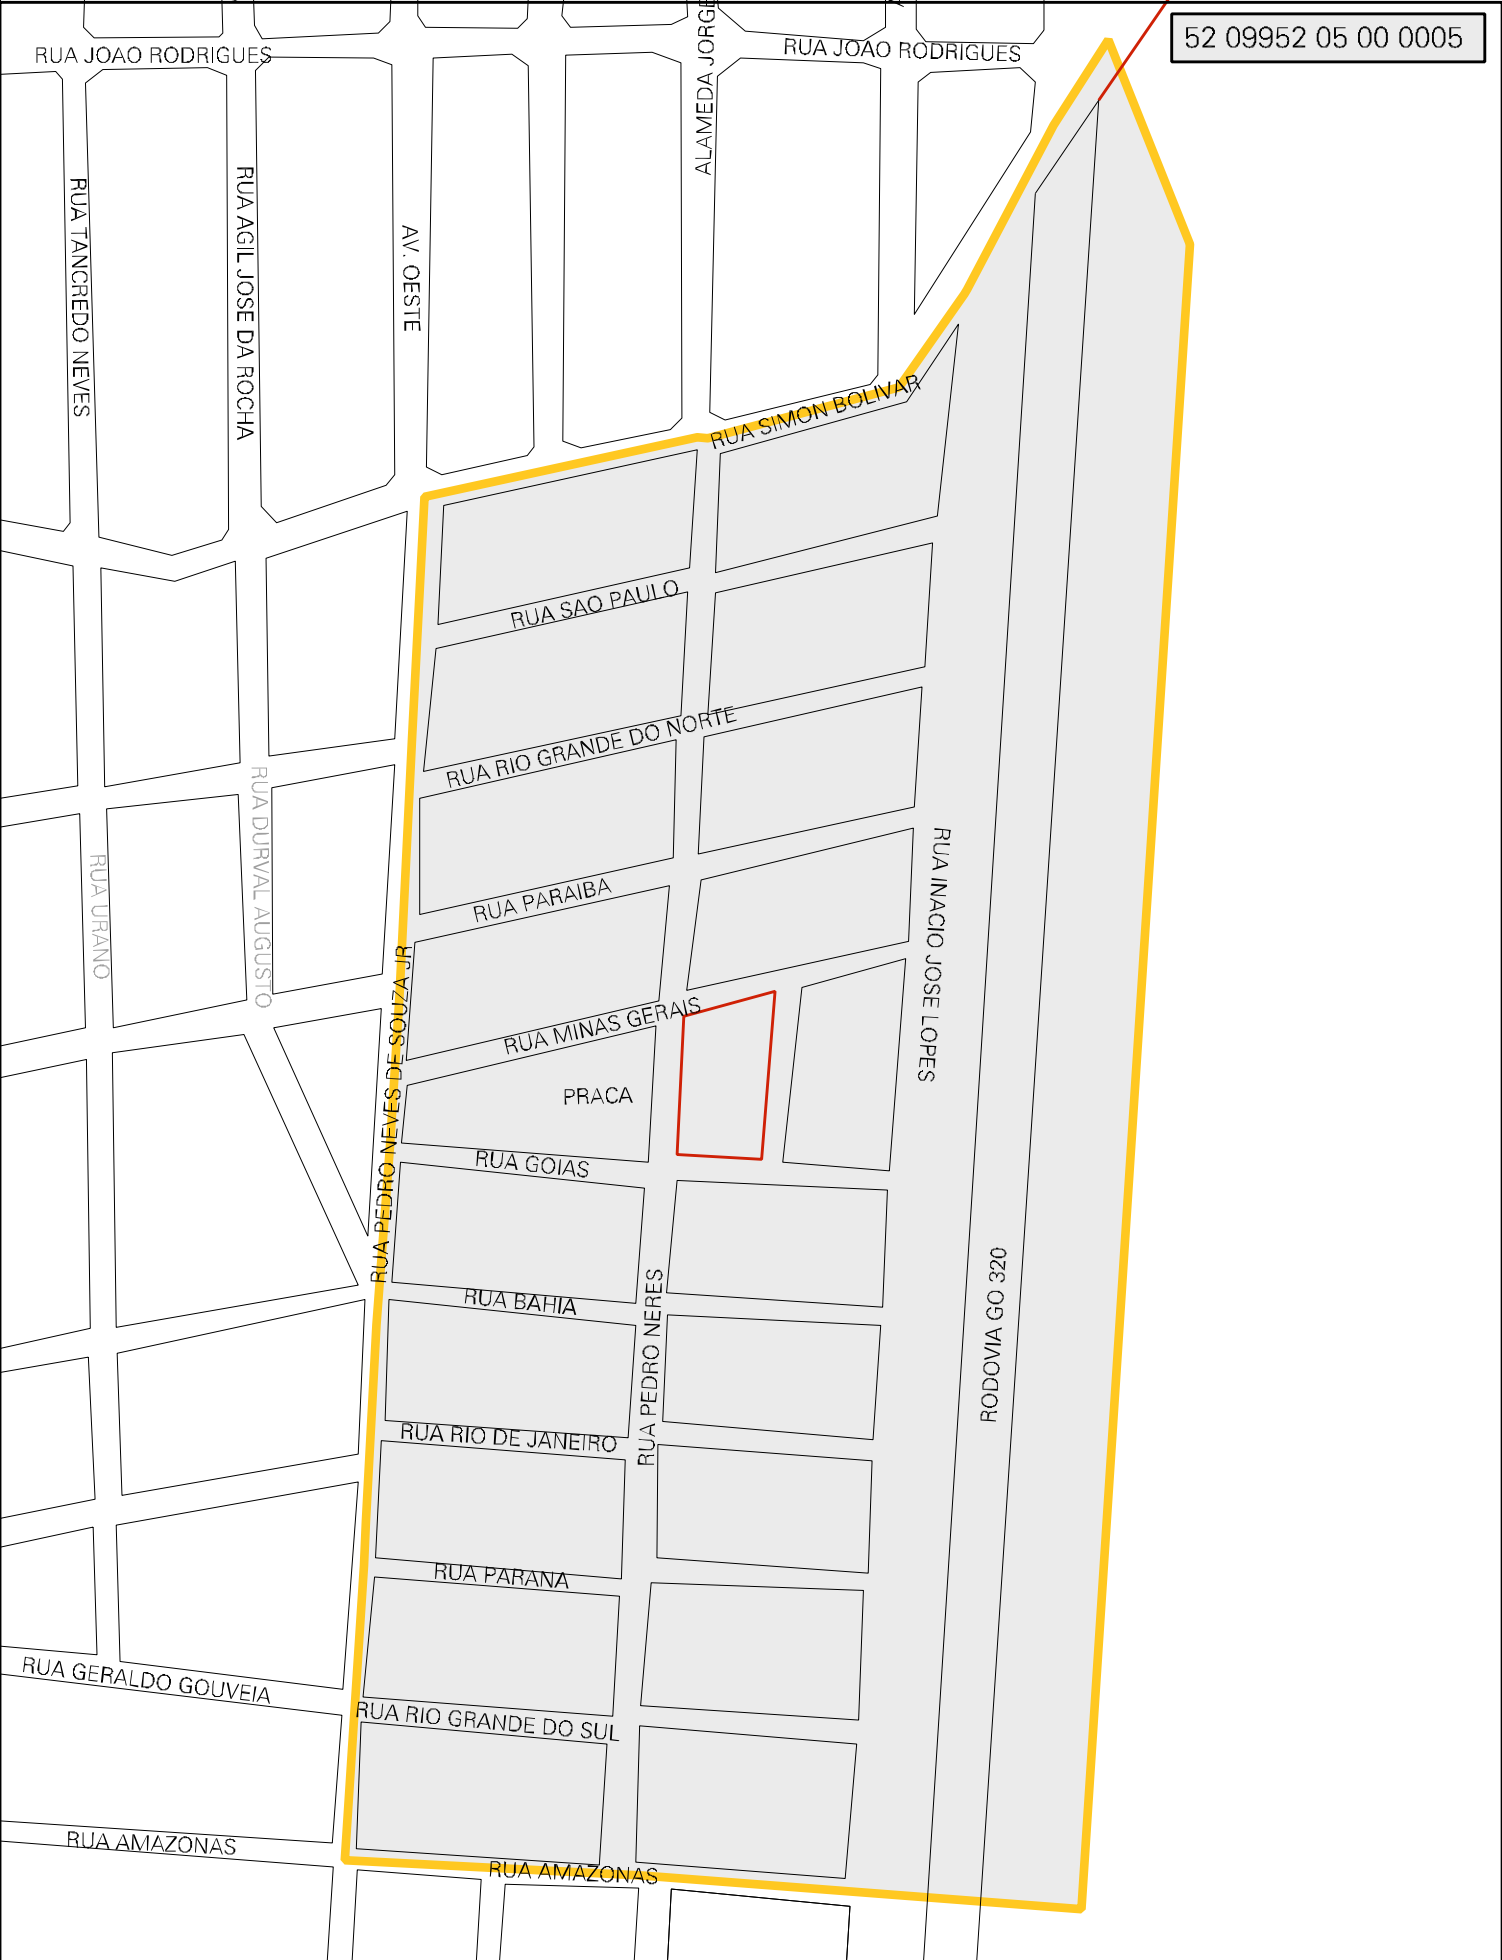 52 09952 05 00 0005
RUA JOAO RODRIGUES
RUA JOAO RODRIGUES
ALAMEDA JORGE
RUA TANCREDO NEVES
RUA AGIL JOSE DA ROCHA
AV. OESTE
RUA SIMON BOLIVAR
RUA SAO PAULO
RUA RIO GRANDE DO NORTE
RUA DURVAL AUGUSTO
RUA URANO
RUA PARAIBA
RUA INACIO JOSE LOPES
RUA PEDRO NEVES DE SOUZA JR
RUA MINAS GERAIS
PRACA
RUA GOIAS
RUA BAHIA
RUA PEDRO NERES
RODOVIA GO 320
RUA RIO DE JANEIRO
RUA PARANA
RUA GERALDO GOUVEIA
RUA RIO GRANDE DO SUL
RUA AMAZONAS
RUA AMAZONAS